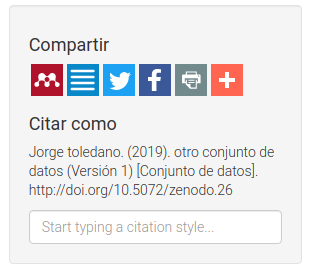 Compartir
Citar como
Jorge toledano. (2019). otro conjunto de
datos (Versión 1) [Conjunto de datos].
http://doi.org/10.5072/zenodo.26
Start typing a citation style...